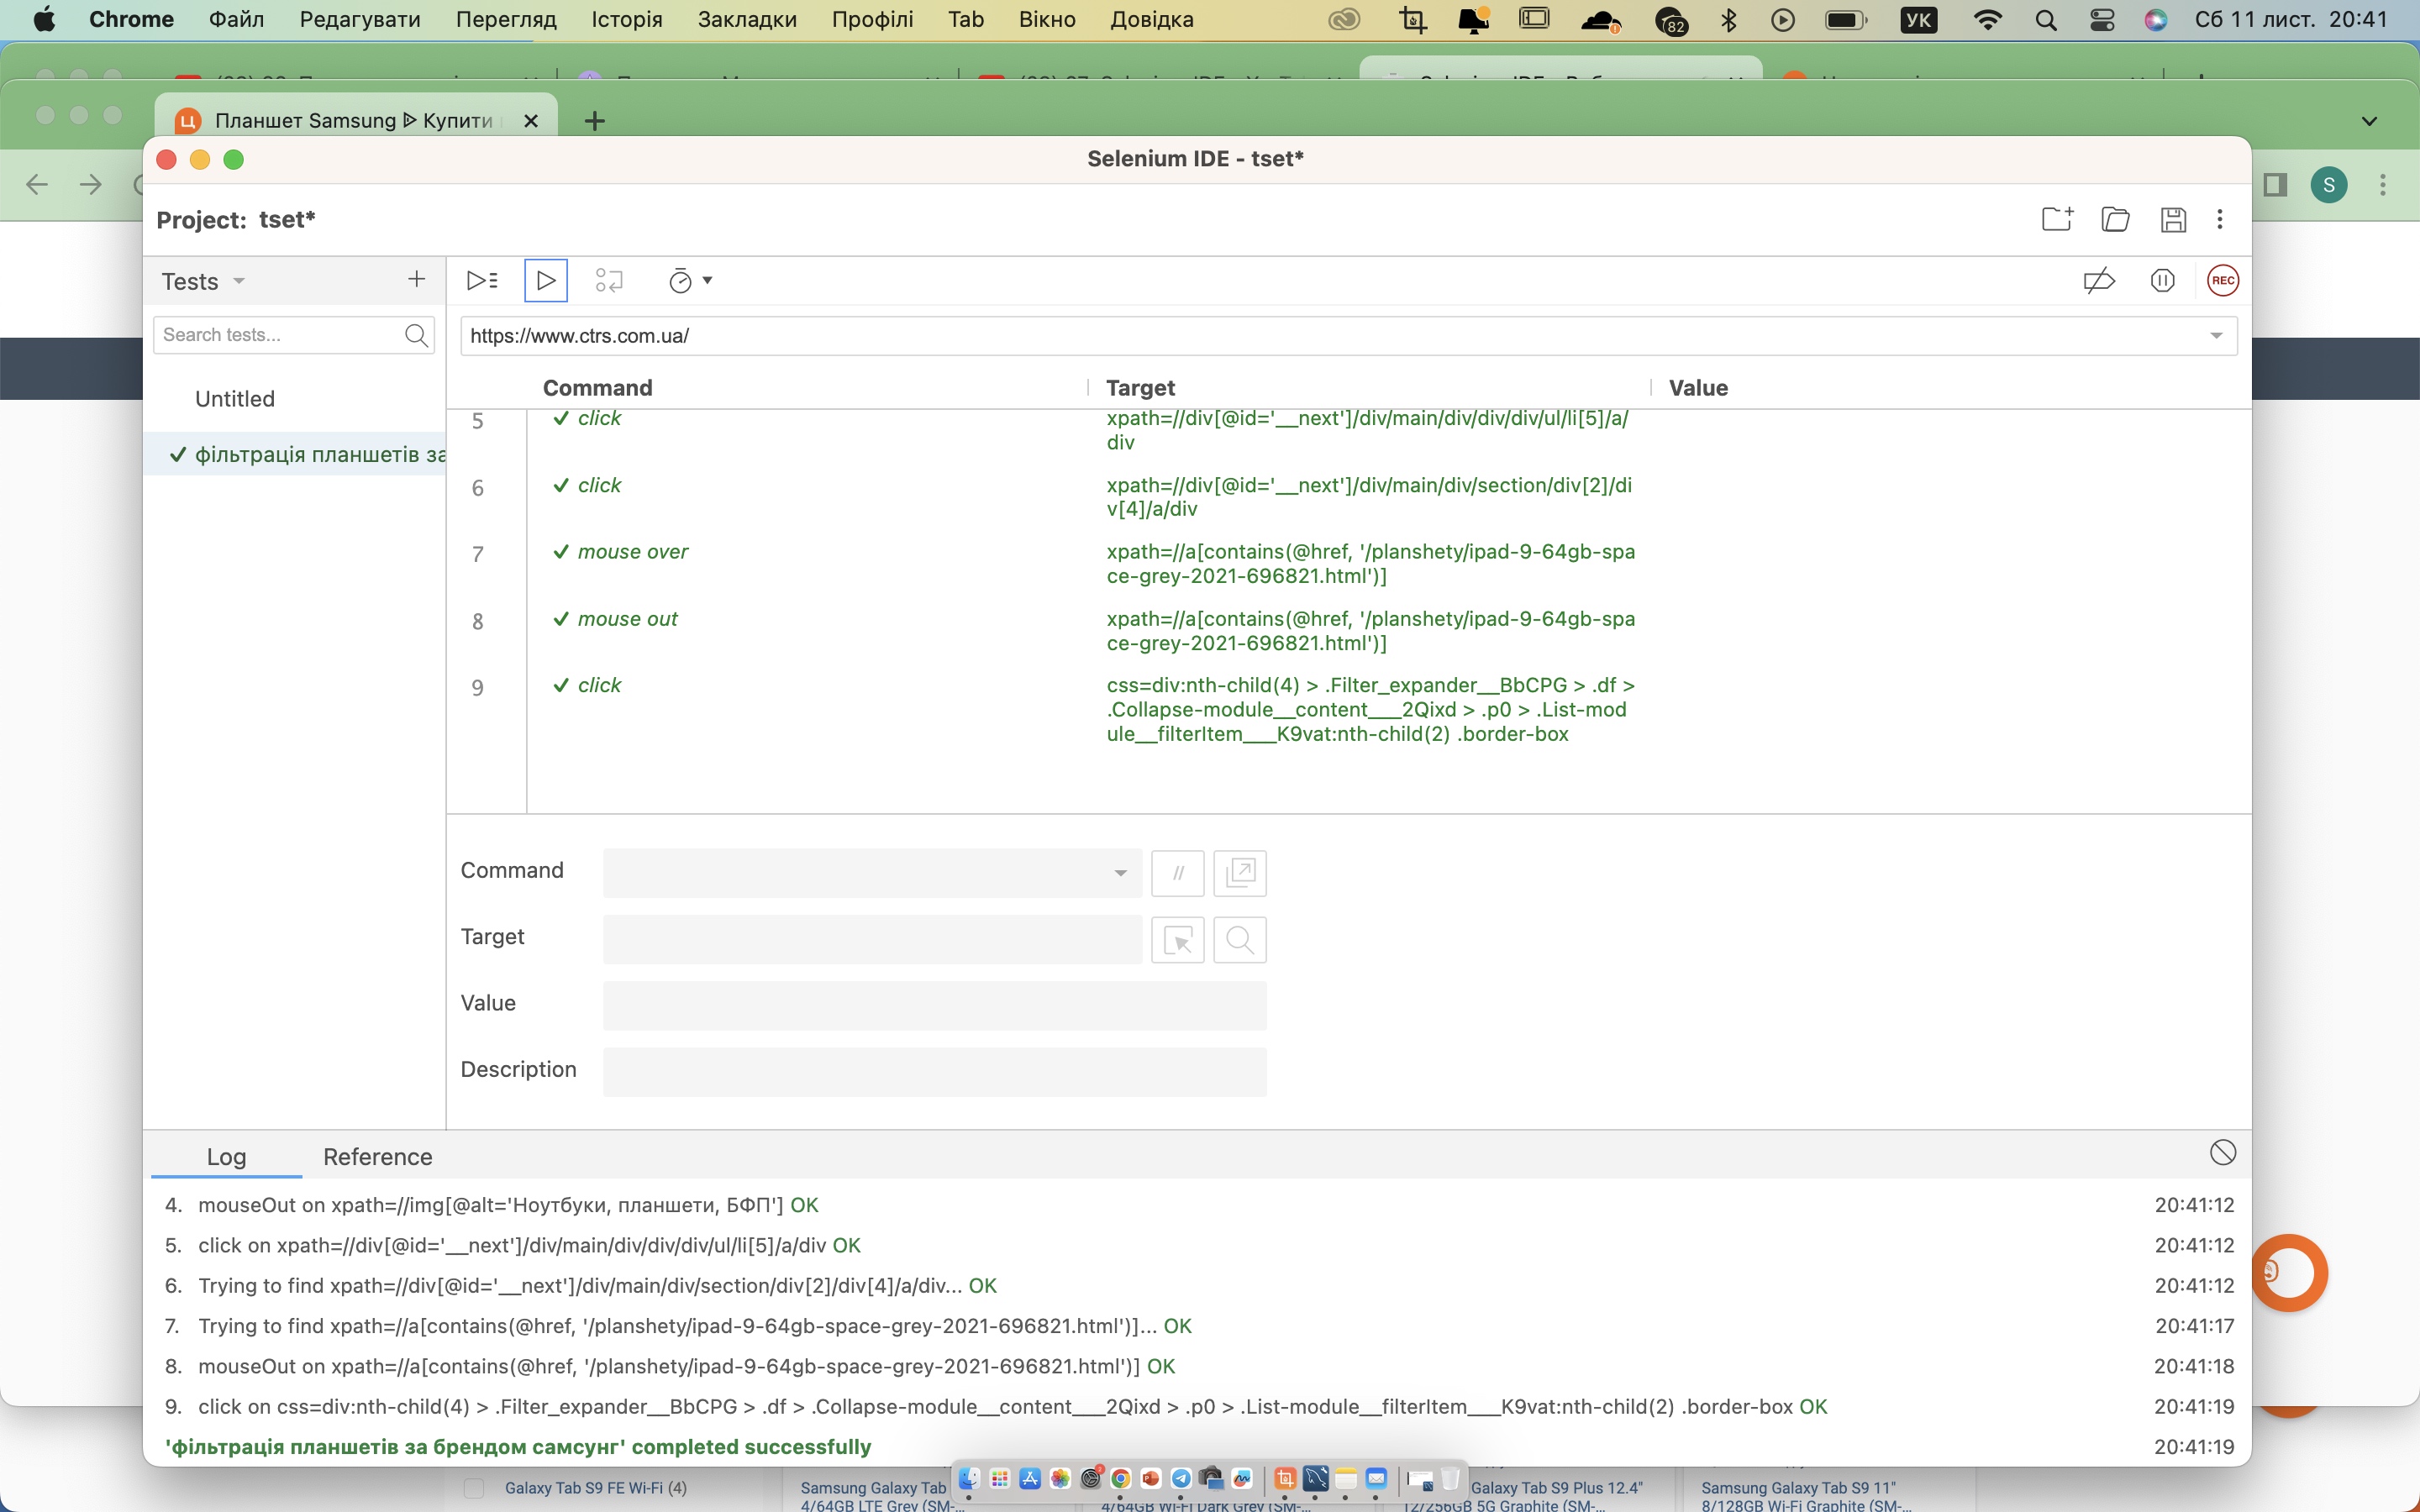 Chrome Файл Редагувати Перегляд Історія Закладки Профілі Tab Вікно Довідка 82 УК Сб 11 лист. 20:41
Планшет Samsung ᐈ Купити
S
Selenium IDE - tset*
Project: tset*
Tests
REC
Search tests...
https://www.ctrs.com.ua/
Command Target Value
Untitled
фільтрація планшетів за
5 click xpath=//div[@id='__next']/div/main/div/div/div/ul/li[5]/a/
div
6 click xpath=//div[@id='__next']/div/main/div/section/div[2]/di
v[4]/a/div
7 mouse over xpath=//a[contains(@href, '/planshety/ipad-9-64gb-spa
ce-grey-2021-696821.html')]
8 mouse out xpath=//a[contains(@href, '/planshety/ipad-9-64gb-spa
ce-grey-2021-696821.html')]
9 click css=div:nth-child(4) > .Filter_expander__BbCPG > .df >
.Collapse-module__content___2Qixd > .p0 > .List-mod
ule__filterItem___K9vat:nth-child(2) .border-box
Command //
Target
Value
Description
Log Reference
4. mouseOut on xpath=//img[@alt='Ноутбуки, планшети, БФП'] OK 20:41:12
5. click on xpath=//div[@id='__next']/div/main/div/div/div/ul/li[5]/a/div OK 20:41:12
6. Trying to find xpath=//div[@id='__next']/div/main/div/section/div[2]/div[4]/a/div... OK 20:41:12
7. Trying to find xpath=//a[contains(@href, '/planshety/ipad-9-64gb-space-grey-2021-696821.html')]... OK 20:41:17
8. mouseOut on xpath=//a[contains(@href, '/planshety/ipad-9-64gb-space-grey-2021-696821.html')] OK 20:41:18
9. click on css=div:nth-child(4) > .Filter_expander__BbCPG > .df > .Collapse-module__content___2Qixd > .p0 > .List-module__filterItem___K9vat:nth-child(2) .border-box OK 20:41:19
'фільтрація планшетів за брендом самсунг' completed successfully 20:41:19
Galaxy Tab S9 FE Wi-Fi (4) Samsung Galaxy Tab Galaxy Tab S9 Plus 12.4" Samsung Galaxy Tab S9 11"
4/64GB LTE Grey (SM-... 4/64GB Wi-Fi Dark Grey (SM-... 12/256GB 5G Graphite (SM-... 8/128GB Wi-Fi Graphite (SM-...